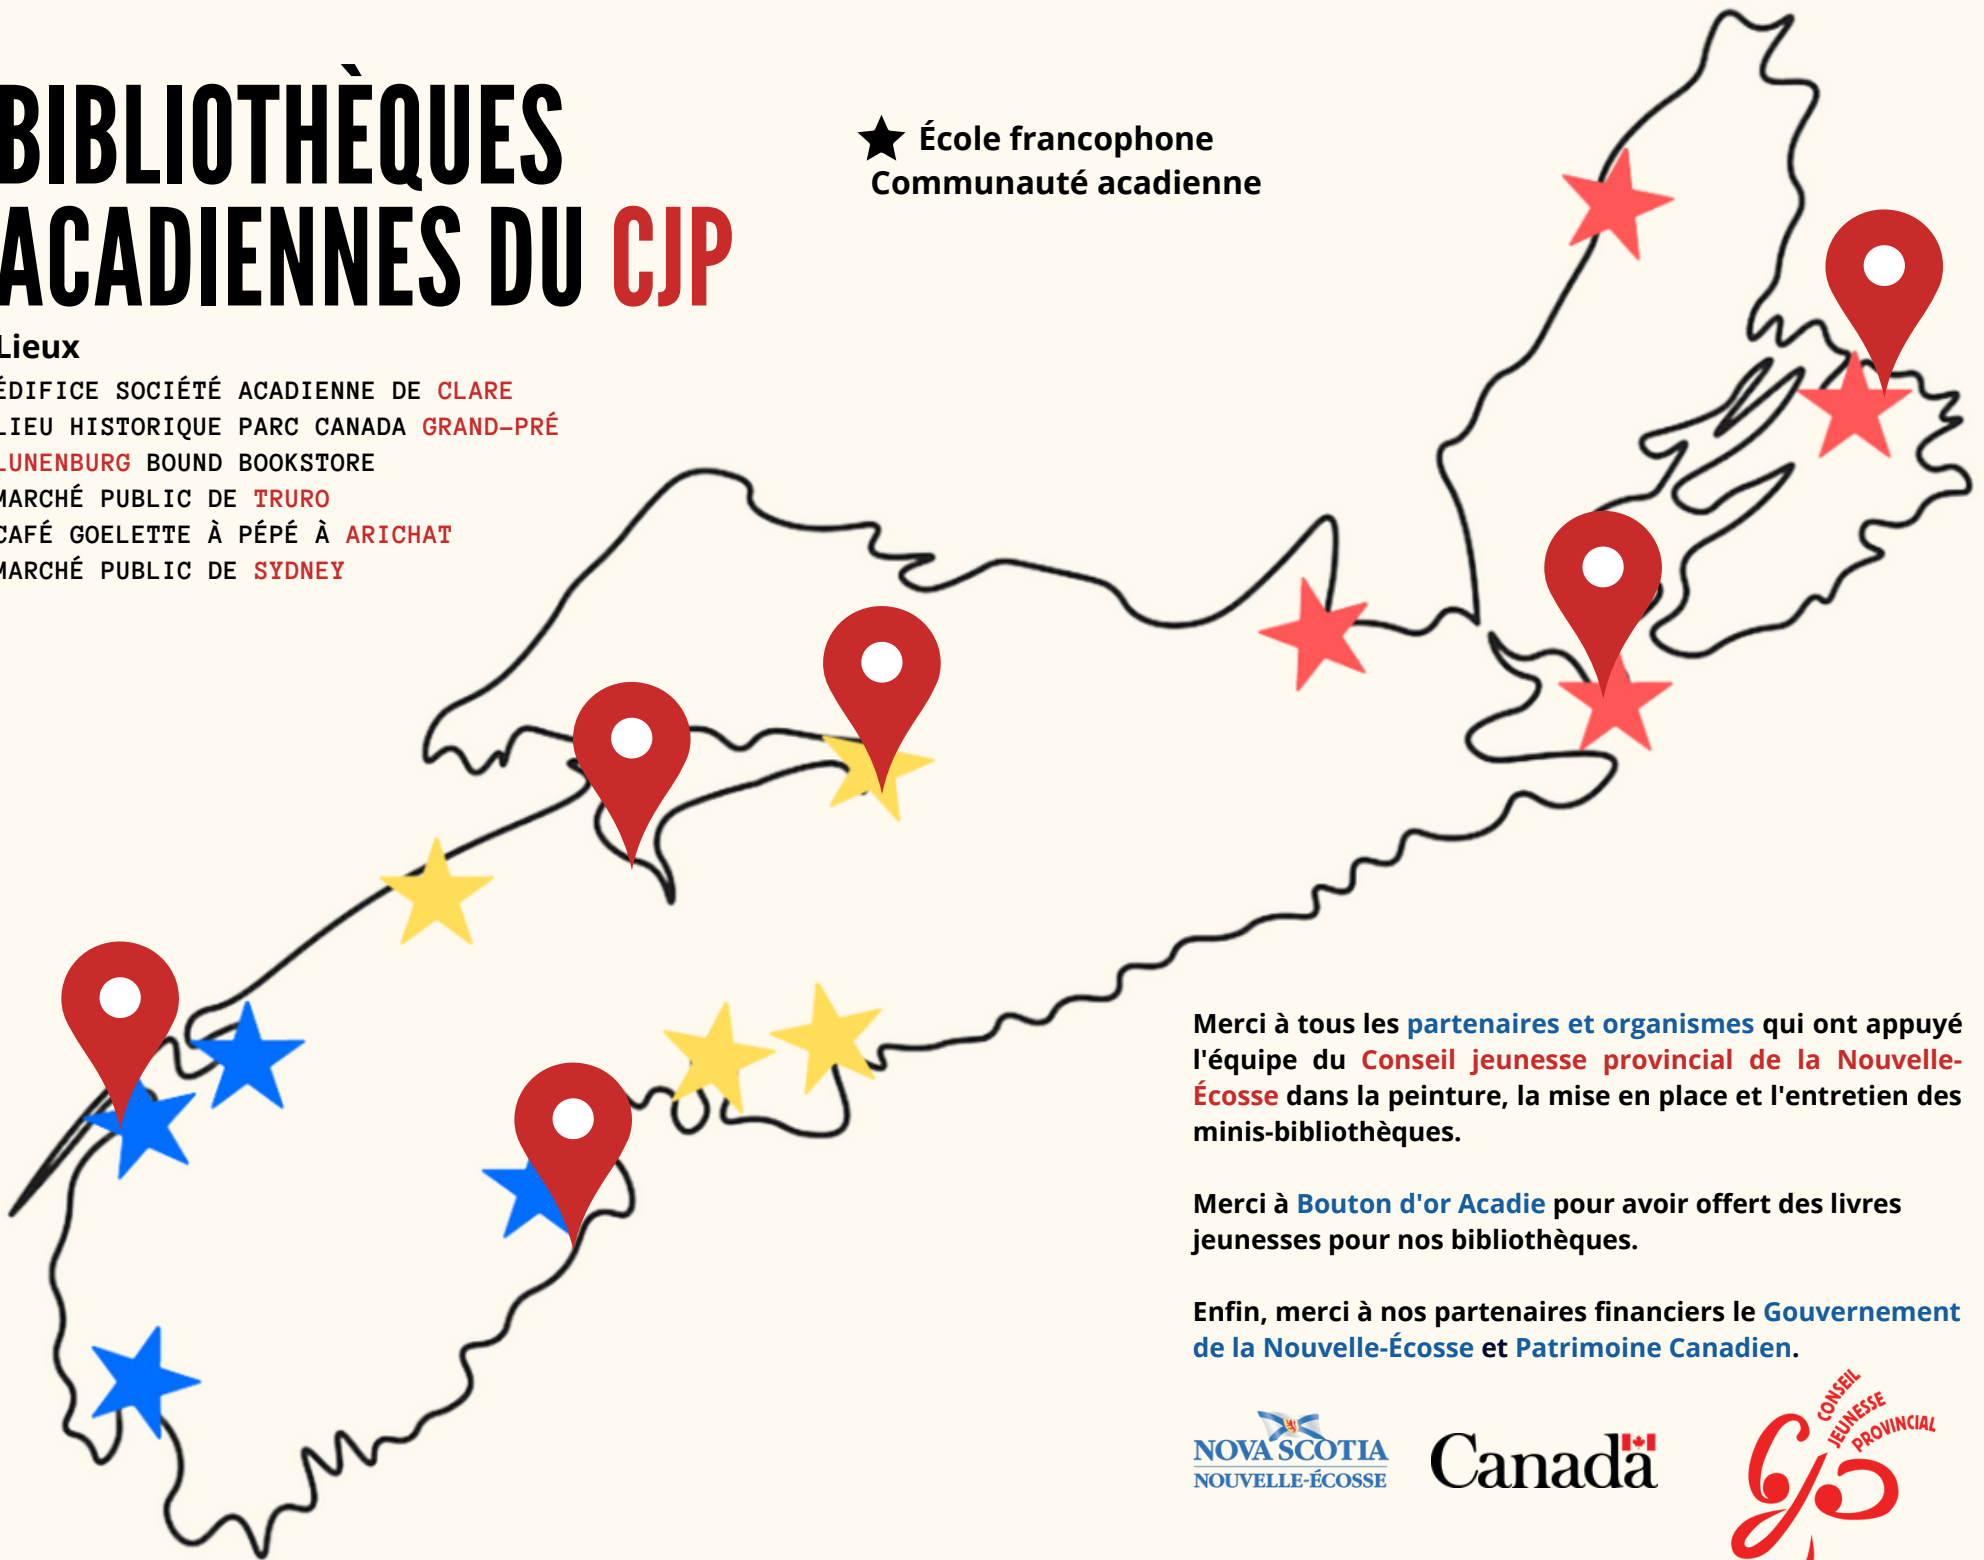 BIBLIOTHÈQUES
ACADIENNES DU CJP
École francophone
Communauté acadienne
Lieux
ÉDIFICE SOCIÉTÉ ACADIENNE DE CLARE
LIEU HISTORIQUE PARC CANADA GRAND-PRÉ
LUNENBURG BOUND BOOKSTORE
MARCHÉ PUBLIC DE TRURO
CAFÉ GOELETTE À PÉPÉ À ARICHAT
MARCHÉ PUBLIC DE SYDNEY
Merci à tous les partenaires et organismes qui ont appuyé
l'équipe du Conseil jeunesse provincial de la Nouvelle-
Écosse dans la peinture, la mise en place et l'entretien des
minis-bibliothèques.
Merci à Bouton d'or Acadie pour avoir offert des livres
jeunesses pour nos bibliothèques.
Enfin, merci à nos partenaires financiers le Gouvernement
de la Nouvelle-Écosse et Patrimoine Canadien.
NOVA SCOTIA
NOUVELLE-ÉCOSSE
Canada
CONSEIL
JEUNESSE
PROVINCIAL
CJP